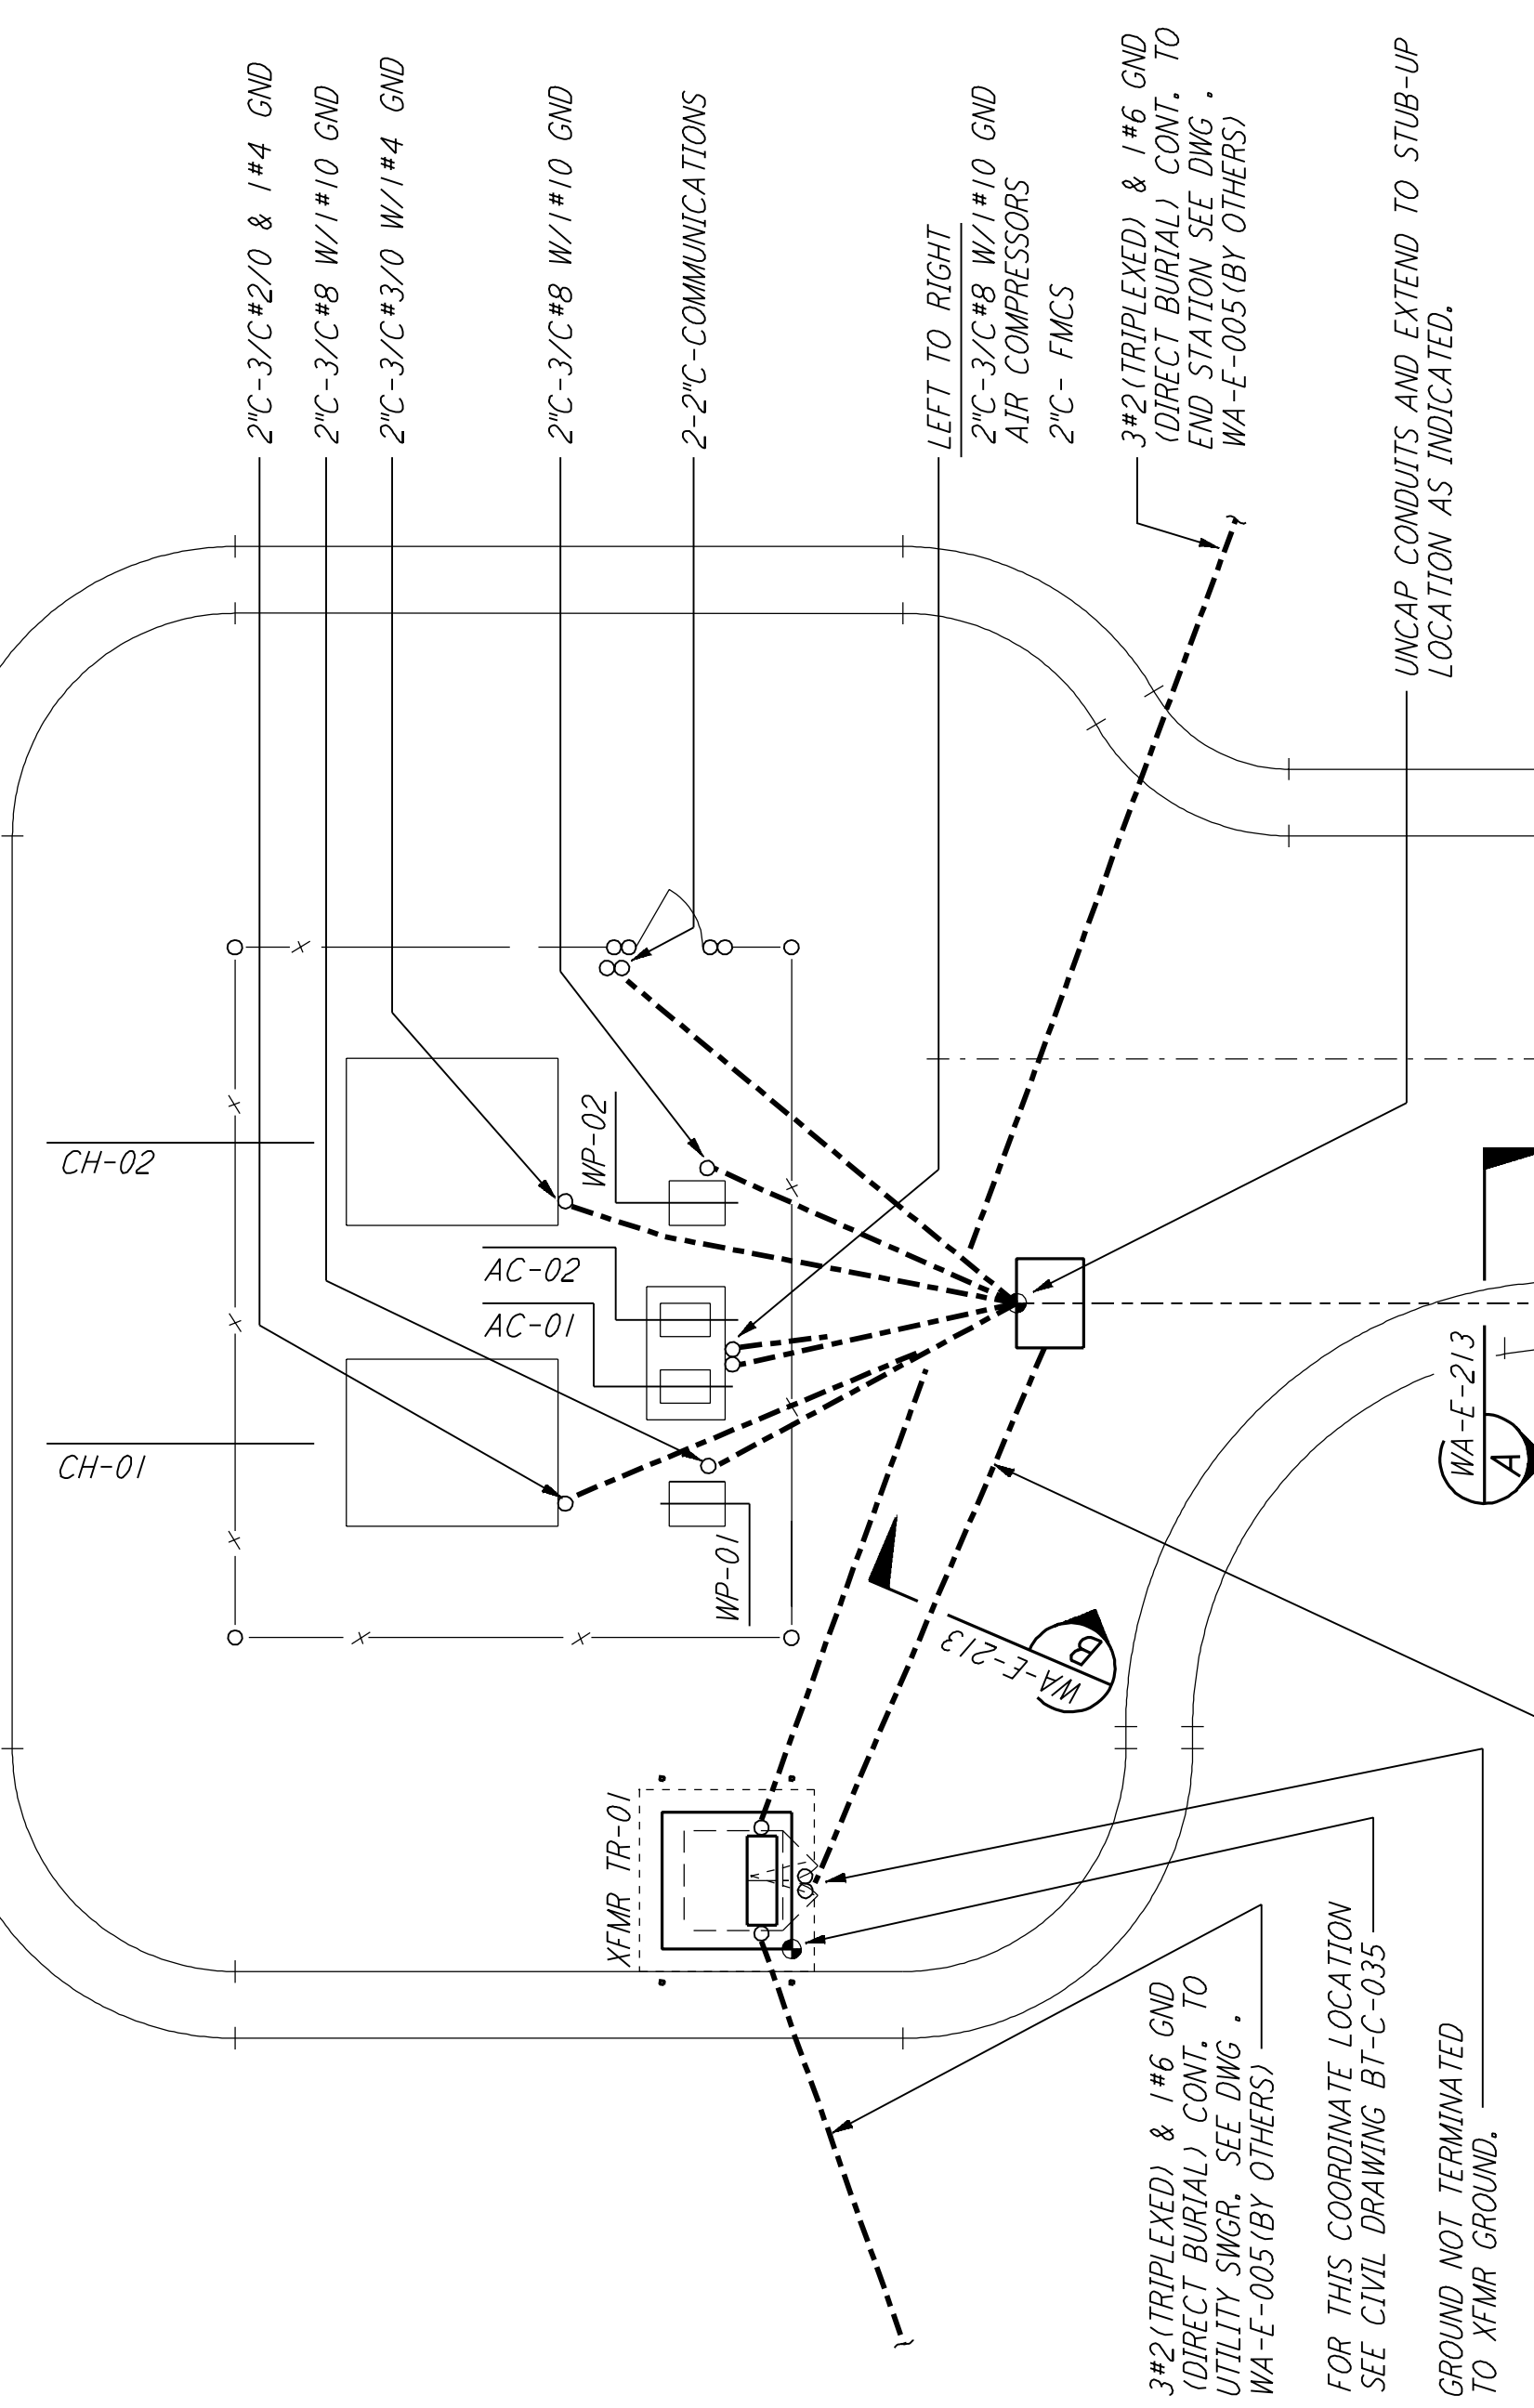 2"C-3/C#2/0 & 1#4 GND
2"C-3/C#8 W/1#10 GND
2"C-3/C#3/0 W/1#4 GND
2"C-3/C#8 W/1#10 GND
2-2"C-COMMUNICATIONS
LEFT TO RIGHT
2"C-3/C#8 W/1#10 GND
AIR COMPRESSORS
2"C- FMCS
3#2(TRIPLEXED) & 1#6 GND
(DIRECT BURIAL) CONT. TO
END STATION SEE DWG .
WA-E-005(BY OTHERS)
UNCAP CONDUITS AND EXTEND TO STUB-UP
LOCATION AS INDICATED.
CH-02
WP-02
AC-02
AC-01
CH-01
WP-01
WA-E-213
A
WA-E-213
B
XFMR TR-01
3#2(TRIPLEXED) & 1#6 GND
(DIRECT BURIAL) CONT. TO
UTILITY SWGR. SEE DWG .
WA-E-005(BY OTHERS)
FOR THIS COORDINATE LOCATION
SEE CIVIL DRAWING BT-C-035
GROUND NOT TERMINATED
TO XFMR GROUND.